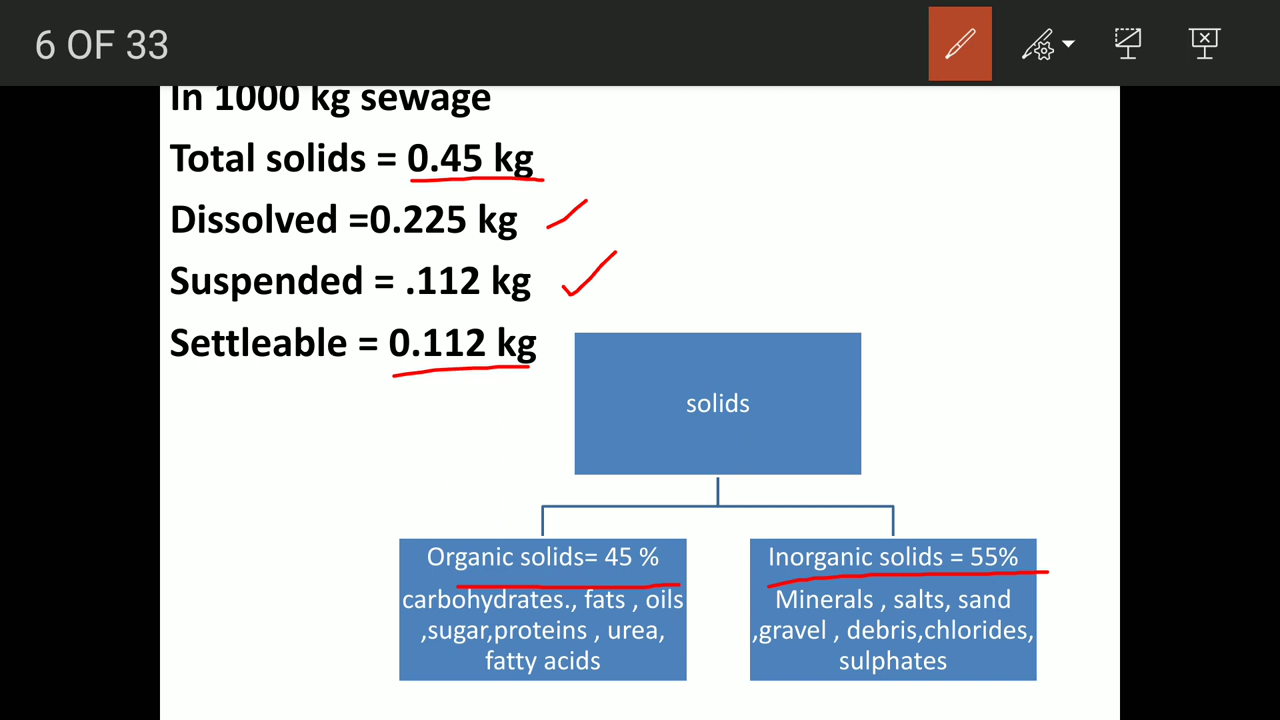 6 OF 33
In 1000 kg sewage
Total solids = 0.45 kg
Dissolved =0.225 kg
Suspended = .112 kg
Settleable = 0.112 kg
solids
Organic solids= 45 %
carbohydrates., fats , oils
,sugar,proteins , urea,
fatty acids
Inorganic solids = 55%
Minerals , salts, sand
,gravel , debris,chlorides,
sulphates